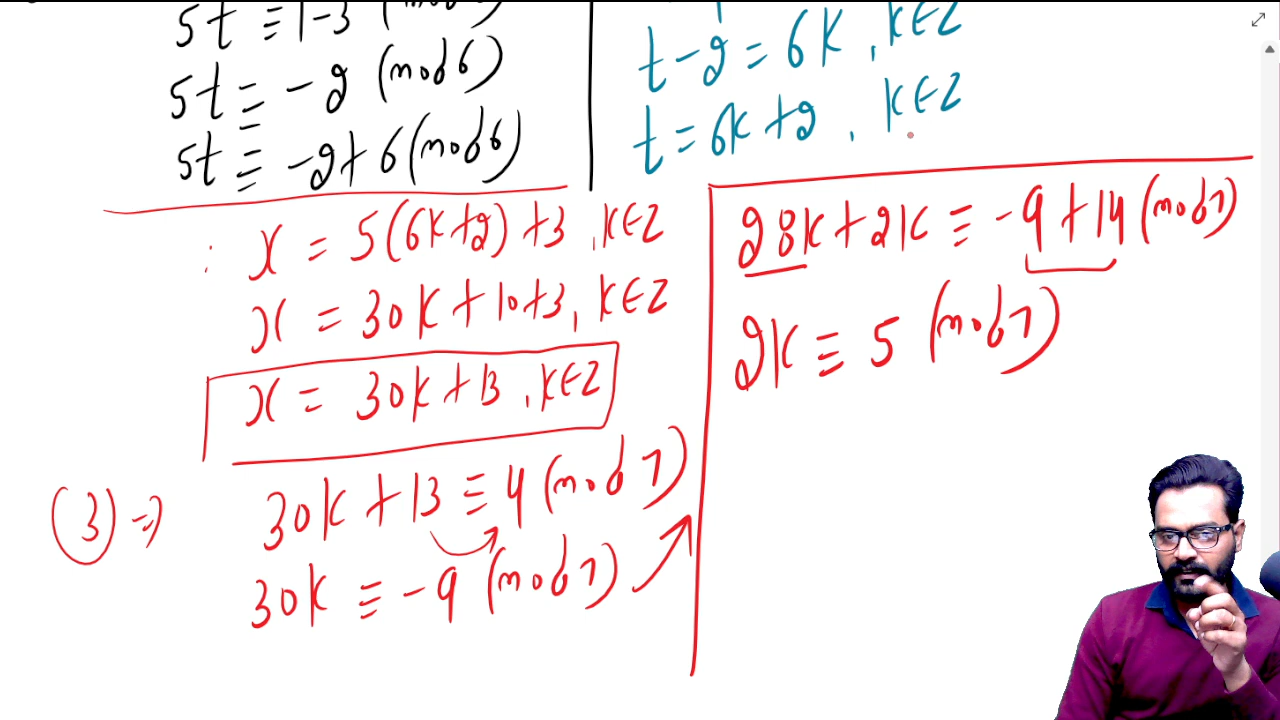 5t ≡ 1-3 (mod
5t ≡ -2 (mod 6)
5t ≡ -2+6 (mod 6)
t-2 = 6k, k∈Z
t = 6k+2, k∈Z
∴ x = 5(6k+2)+3, k∈Z
x = 30k+10+3, k∈Z
x = 30k+13, k∈Z
(3) ⇒ 30k+13 ≡ 4 (mod 7)
30k ≡ -9 (mod 7)
28k+2k ≡ -9+14 (mod 7)
2k ≡ 5 (mod 7)